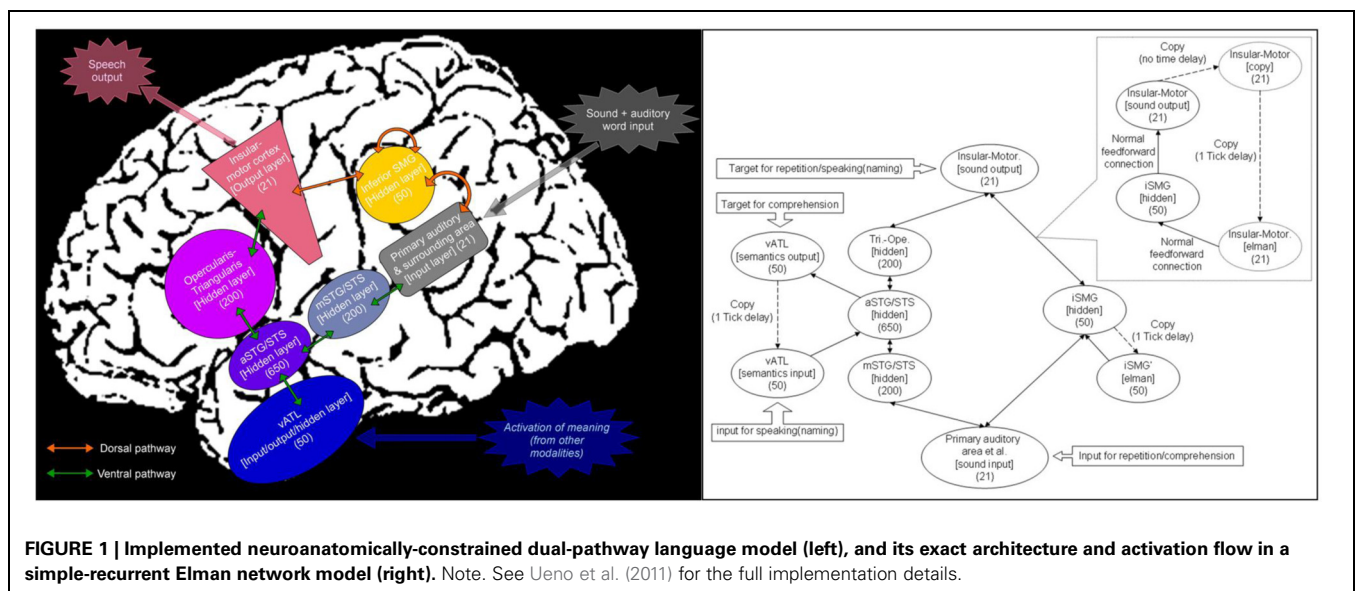 Speech
output
Sound + auditory
word input
Insular-
motor cortex
[Output layer]
(21)
Inferior SMG
[Hidden layer]
(50)
Primary auditory
& surrounding area
[Input layer] (21)
Opercularis-
Triangularis
[Hidden layer]
(200)
mSTG/STS
[Hidden layer]
(200)
aSTG/STS
[Hidden layer]
(650)
vATL
[Input/output/hidden layer]
(50)
Activation of meaning
(from other
modalities)
Dorsal pathway
Ventral pathway
Copy
(no time delay)
Insular-Motor
[copy]
(21)
Insular-Motor
[sound output]
(21)
Normal
feedforward
connection
Copy
(1 Tick delay)
iSMG
[hidden]
(50)
Normal
feedforward
connection
Insular-Motor.
[elman]
(21)
Target for repetition/speaking(naming)
Insular-Motor.
[sound output]
(21)
Target for comprehension
vATL
[semantics output]
(50)
Tri.-Ope.
[hidden]
(200)
Copy
(1 Tick delay)
aSTG/STS
[hidden]
(650)
vATL
[semantics input]
(50)
mSTG/STS
[hidden]
(200)
iSMG
[hidden]
(50)
Copy
(1 Tick delay)
iSMG'
[elman]
(50)
input for speaking(naming)
Primary auditory
area et al.
[sound input]
(21)
Input for repetition/comprehension
FIGURE 1 | Implemented neuroanatomically-constrained dual-pathway language model (left), and its exact architecture and activation flow in a
simple-recurrent Elman network model (right). Note. See Ueno et al. (2011) for the full implementation details.